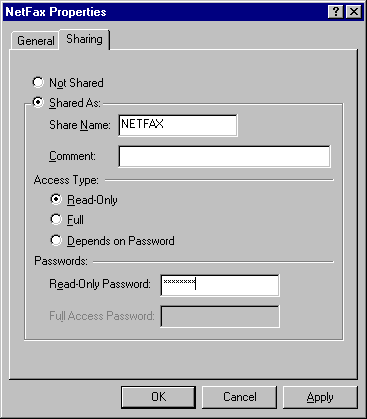 NetFax Properties
General Sharing
Not Shared
Shared As:
Share Name: NETFAX
Comment:
Access Type:
Read-Only
Full
Depends on Password
Passwords:
Read-Only Password: ********
Full Access Password:
OK Cancel Apply